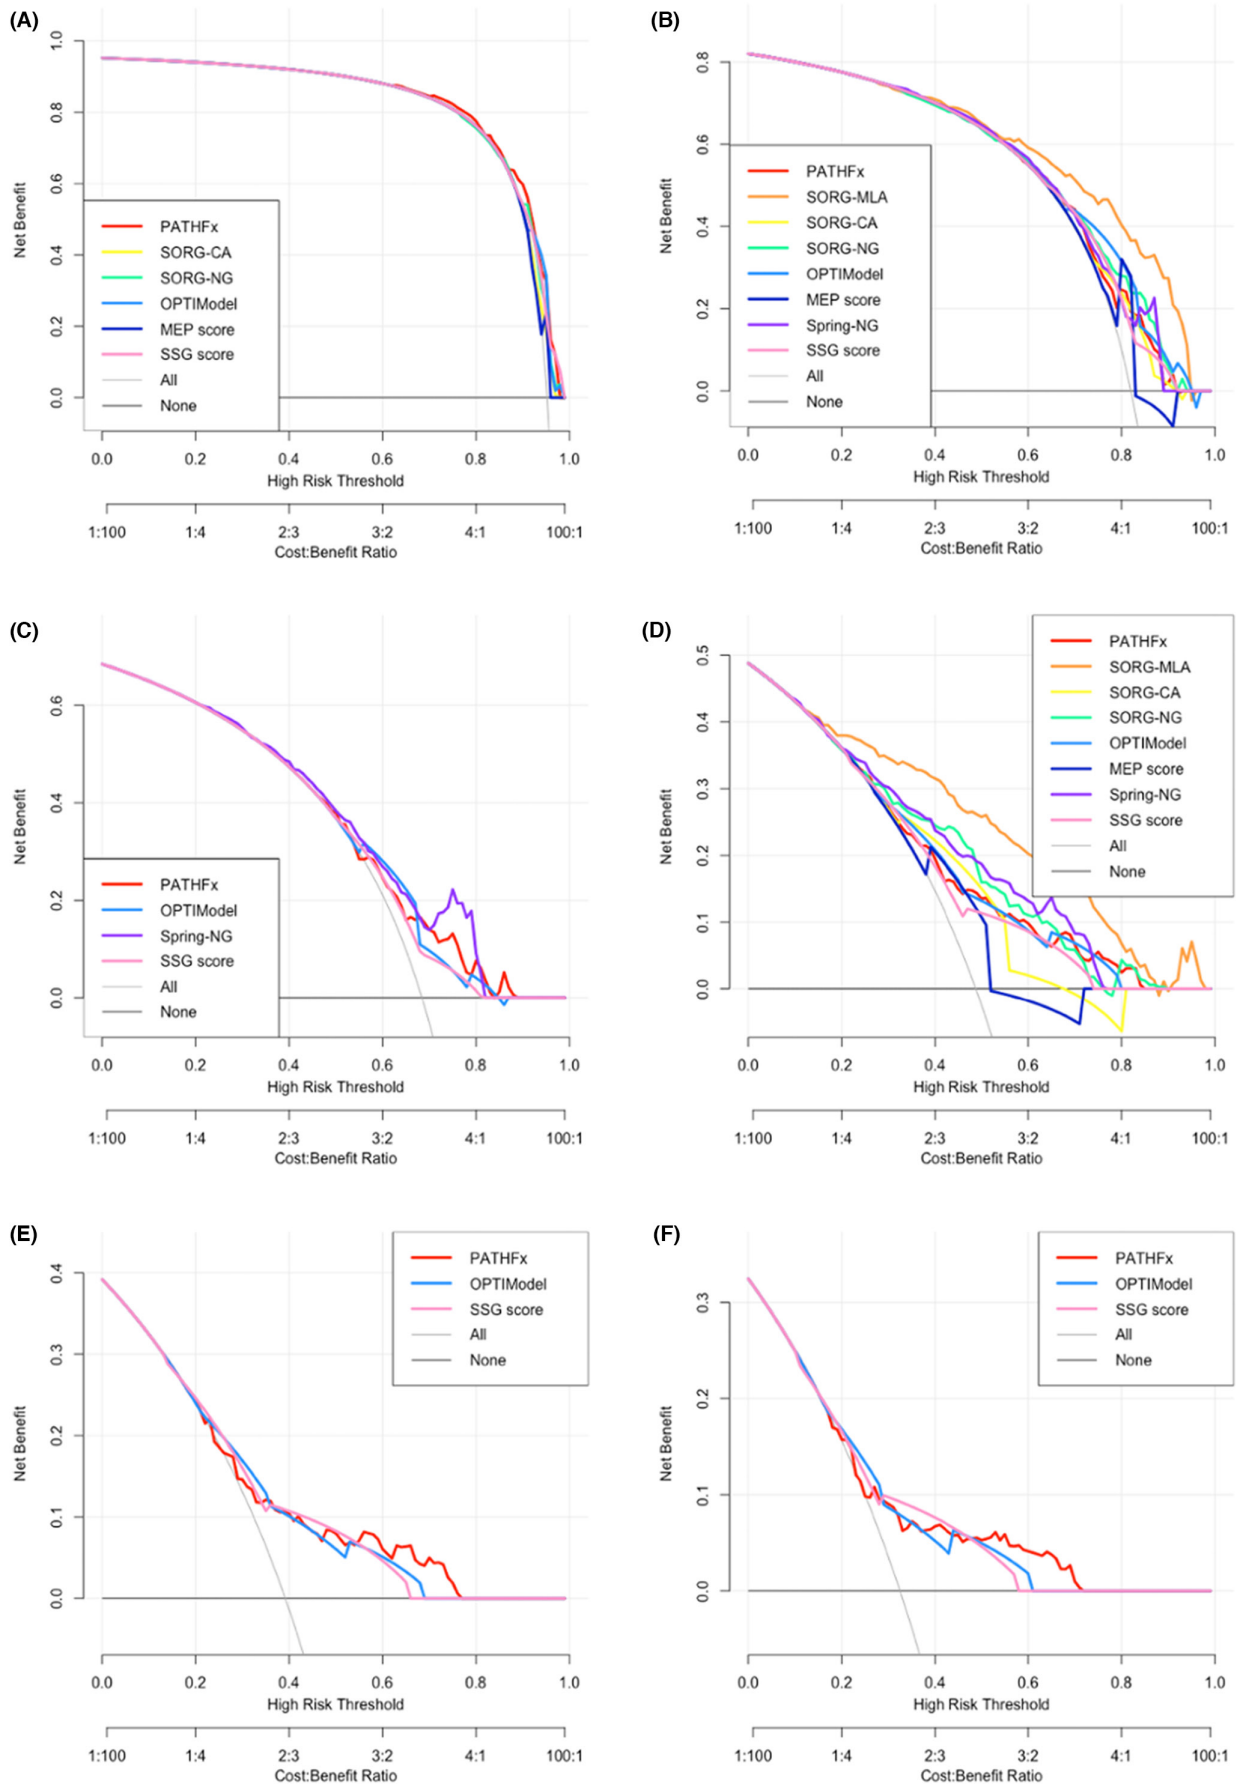 (A)
1.0
0.8
0.6
0.4
0.2
0.0
Net Benefit
PATHFx
SORG-CA
SORG-NG
OPTIModel
MEP score
SSG score
All
None
0.0 0.2 0.4 0.6 0.8 1.0
High Risk Threshold
1:100 1:4 2:3 3:2 4:1 100:1
Cost:Benefit Ratio
(B)
0.8
0.6
0.4
0.2
0.0
Net Benefit
PATHFx
SORG-MLA
SORG-CA
SORG-NG
OPTIModel
MEP score
Spring-NG
SSG score
All
None
0.0 0.2 0.4 0.6 0.8 1.0
High Risk Threshold
1:100 1:4 2:3 3:2 4:1 100:1
Cost:Benefit Ratio
(C)
0.6
0.4
0.2
0.0
Net Benefit
PATHFx
OPTIModel
Spring-NG
SSG score
All
None
0.0 0.2 0.4 0.6 0.8 1.0
High Risk Threshold
1:100 1:4 2:3 3:2 4:1 100:1
Cost:Benefit Ratio
(D)
0.5
0.4
0.3
0.2
0.1
0.0
Net Benefit
PATHFx
SORG-MLA
SORG-CA
SORG-NG
OPTIModel
MEP score
Spring-NG
SSG score
All
None
0.0 0.2 0.4 0.6 0.8 1.0
High Risk Threshold
1:100 1:4 2:3 3:2 4:1 100:1
Cost:Benefit Ratio
(E)
0.4
0.3
0.2
0.1
0.0
Net Benefit
PATHFx
OPTIModel
SSG score
All
None
0.0 0.2 0.4 0.6 0.8 1.0
High Risk Threshold
1:100 1:4 2:3 3:2 4:1 100:1
Cost:Benefit Ratio
(F)
0.3
0.2
0.1
0.0
Net Benefit
PATHFx
OPTIModel
SSG score
All
None
0.0 0.2 0.4 0.6 0.8 1.0
High Risk Threshold
1:100 1:4 2:3 3:2 4:1 100:1
Cost:Benefit Ratio